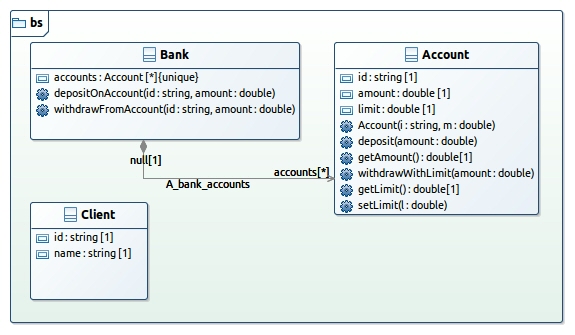 bs
Bank
accounts : Account [*]{unique}
depositOnAccount(id : string, amount : double)
withdrawFromAccount(id : string, amount : double)
Account
id : string [1]
amount : double [1]
limit : double [1]
Account(i : string, m : double)
deposit(amount : double)
getAmount() : double[1]
withdrawWithLimit(amount : double)
getLimit() : double[1]
setLimit(l : double)
null[1]
accounts[*]
A_bank_accounts
Client
id : string [1]
name : string [1]